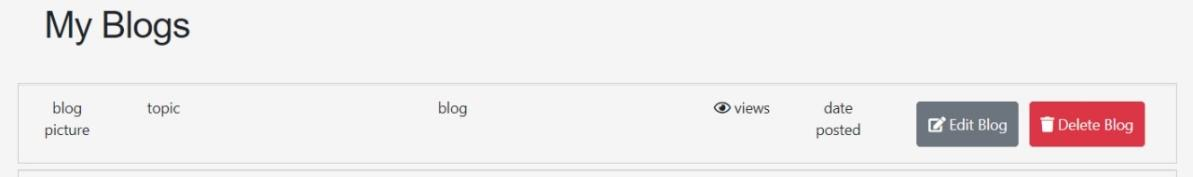 My Blogs
blog picture
topic
blog
views
date posted
Edit Blog
Delete Blog